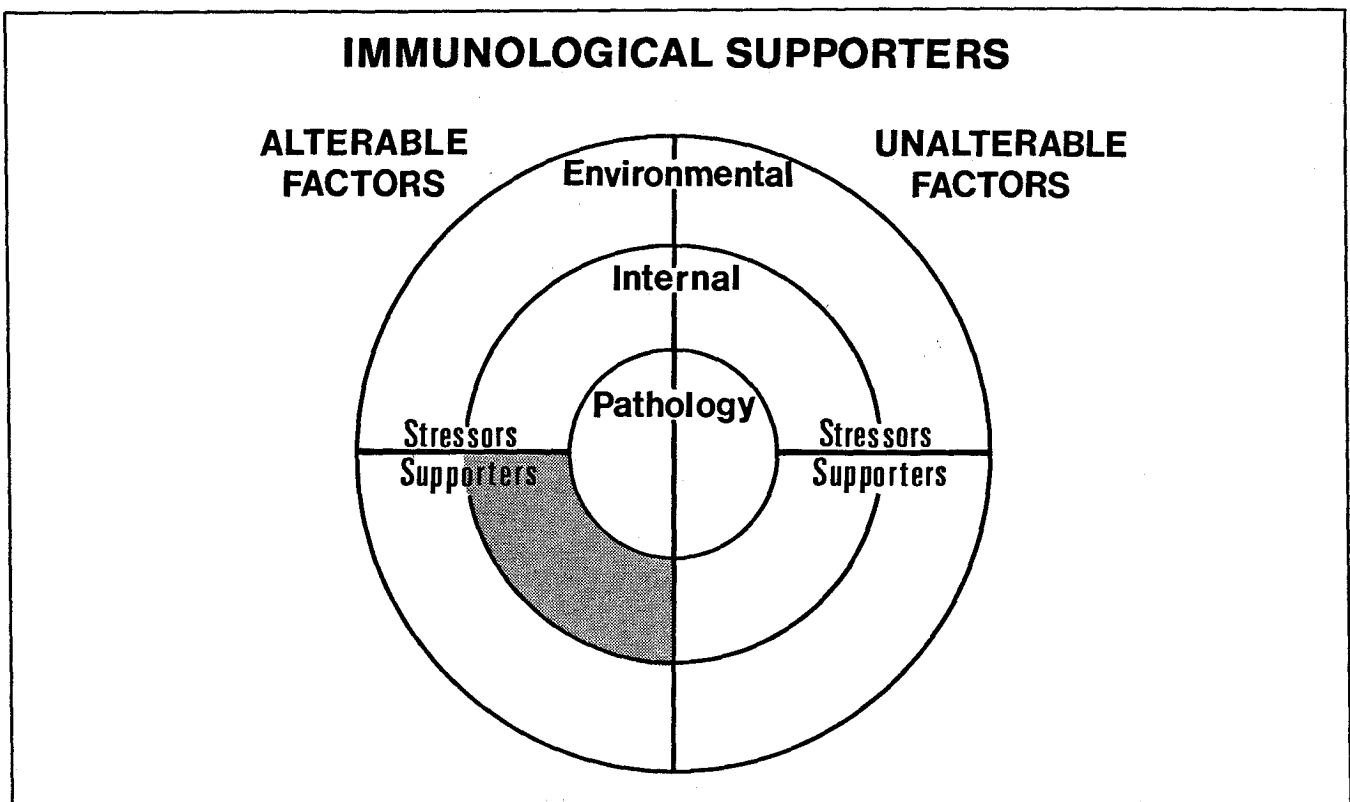 IMMUNOLOGICAL SUPPORTERS
ALTERABLE
FACTORS
UNALTERABLE
FACTORS
Environmental
Internal
Pathology
Stressors
Supporters
Stressors
Supporters